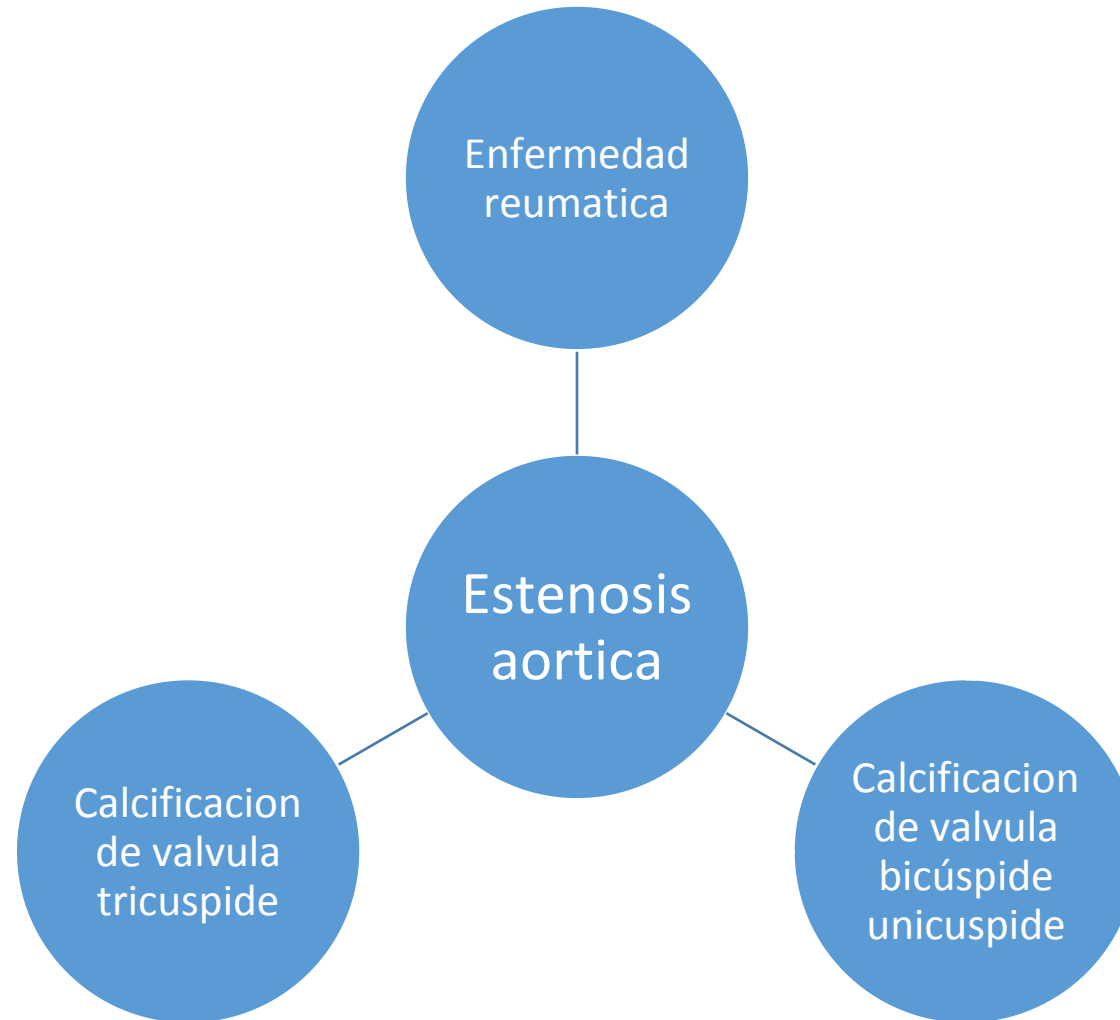 Enfermedad
reumatica
Estenosis
aortica
Calcificacion
de valvula
tricuspide
Calcificacion
de valvula
bicúspide
unicuspide